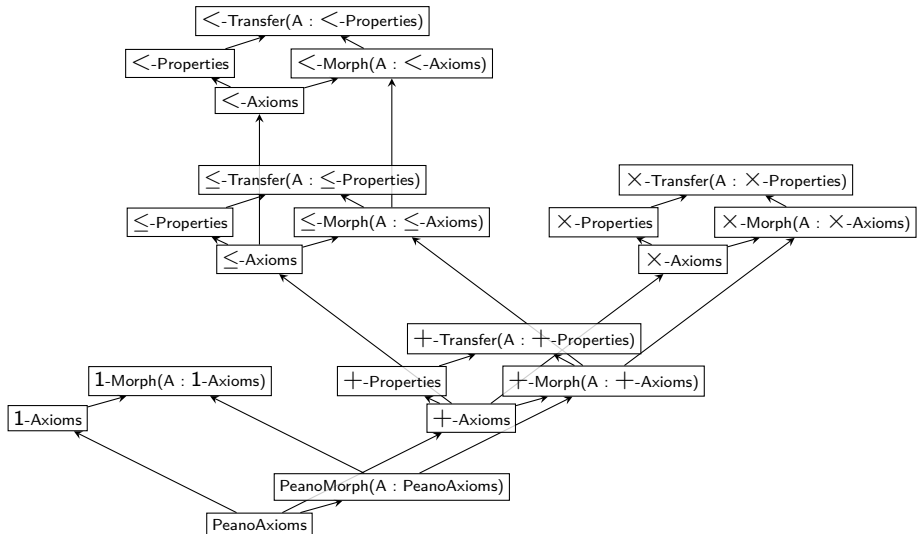 <-Transfer(A : <-Properties)
<-Properties
<-Morph(A : <-Axioms)
<-Axioms
≤-Transfer(A : ≤-Properties)
×-Transfer(A : ×-Properties)
≤-Properties
≤-Morph(A : ≤-Axioms)
×-Properties
×-Morph(A : ×-Axioms)
≤-Axioms
×-Axioms
+-Transfer(A : +-Properties)
1-Morph(A : 1-Axioms)
+-Properties
+-Morph(A : +-Axioms)
1-Axioms
+-Axioms
PeanoMorph(A : PeanoAxioms)
PeanoAxioms